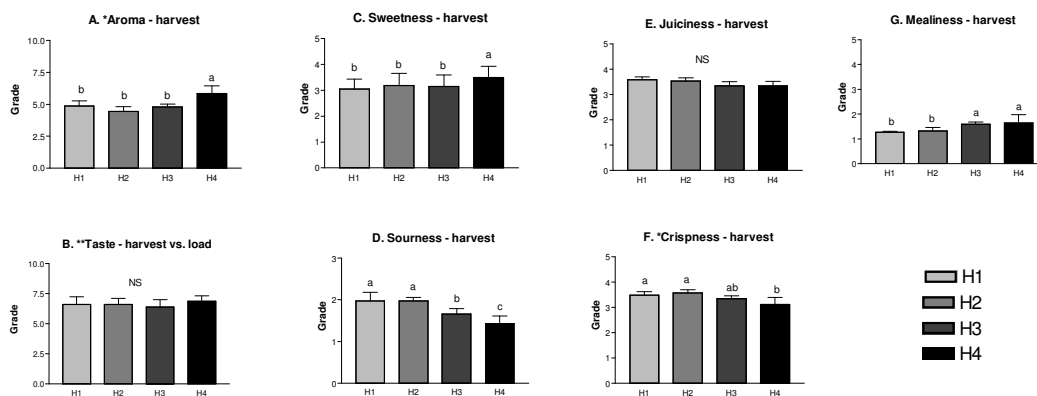 A. *Aroma - harvest
10.0
7.5
5.0
2.5
0.0
Grade
b
b
b
a
H1
H2
H3
H4
B. **Taste - harvest vs. load
10.0
7.5
5.0
2.5
0.0
Grade
NS
H1
H2
H3
H4
C. Sweetness - harvest
5
4
3
2
1
0
Grade
b
b
b
a
H1
H2
H3
H4
D. Sourness - harvest
3
2
1
0
Grade
a
a
b
c
H1
H2
H3
H4
E. Juiciness - harvest
5
4
3
2
1
0
Grade
NS
H1
H2
H3
H4
F. *Crispness - harvest
5
4
3
2
1
0
Grade
a
a
ab
b
H1
H2
H3
H4
G. Mealiness - harvest
5
4
3
2
1
0
Grade
b
b
a
a
H1
H2
H3
H4
H1
H2
H3
H4